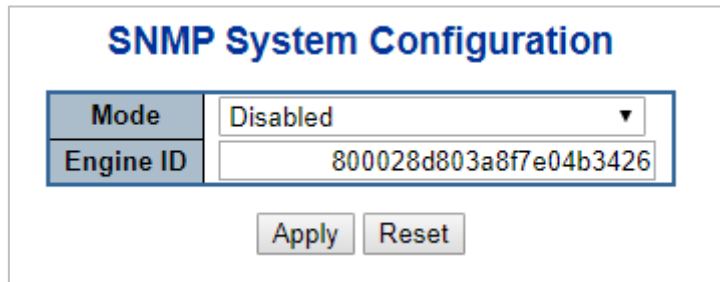 SNMP System Configuration
Mode Disabled
Engine ID 800028d803a8f7e04b3426
Apply Reset